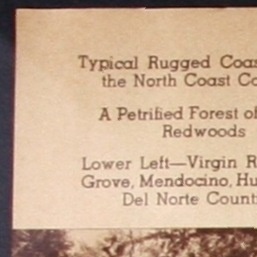 Typical Rugged Coas
the North Coast Co
A Petrified Forest of
Redwoods
Lower Left—Virgin R
Grove, Mendocino, Hu
Del Norte Count